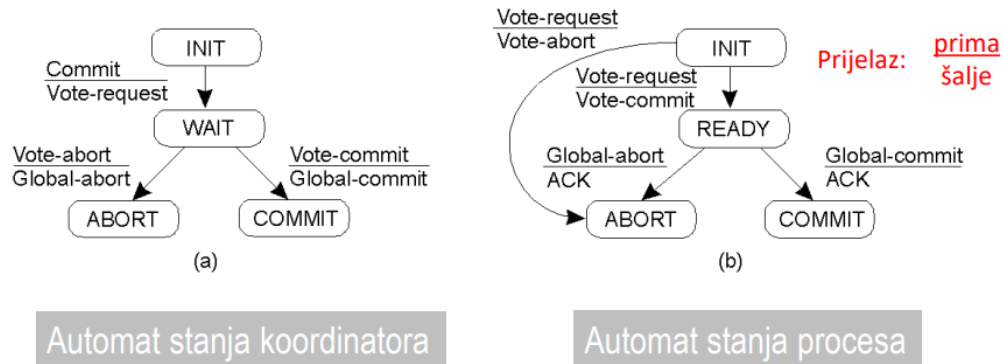 INIT
Commit
Vote-request
WAIT
Vote-abort
Global-abort
Vote-commit
Global-commit
ABORT
COMMIT
(a)
Vote-request
Vote-abort
INIT
Vote-request
Vote-commit
READY
Global-abort
ACK
Global-commit
ACK
ABORT
COMMIT
(b)
Prijelaz: prima
šalje
Automat stanja koordinatora
Automat stanja procesa